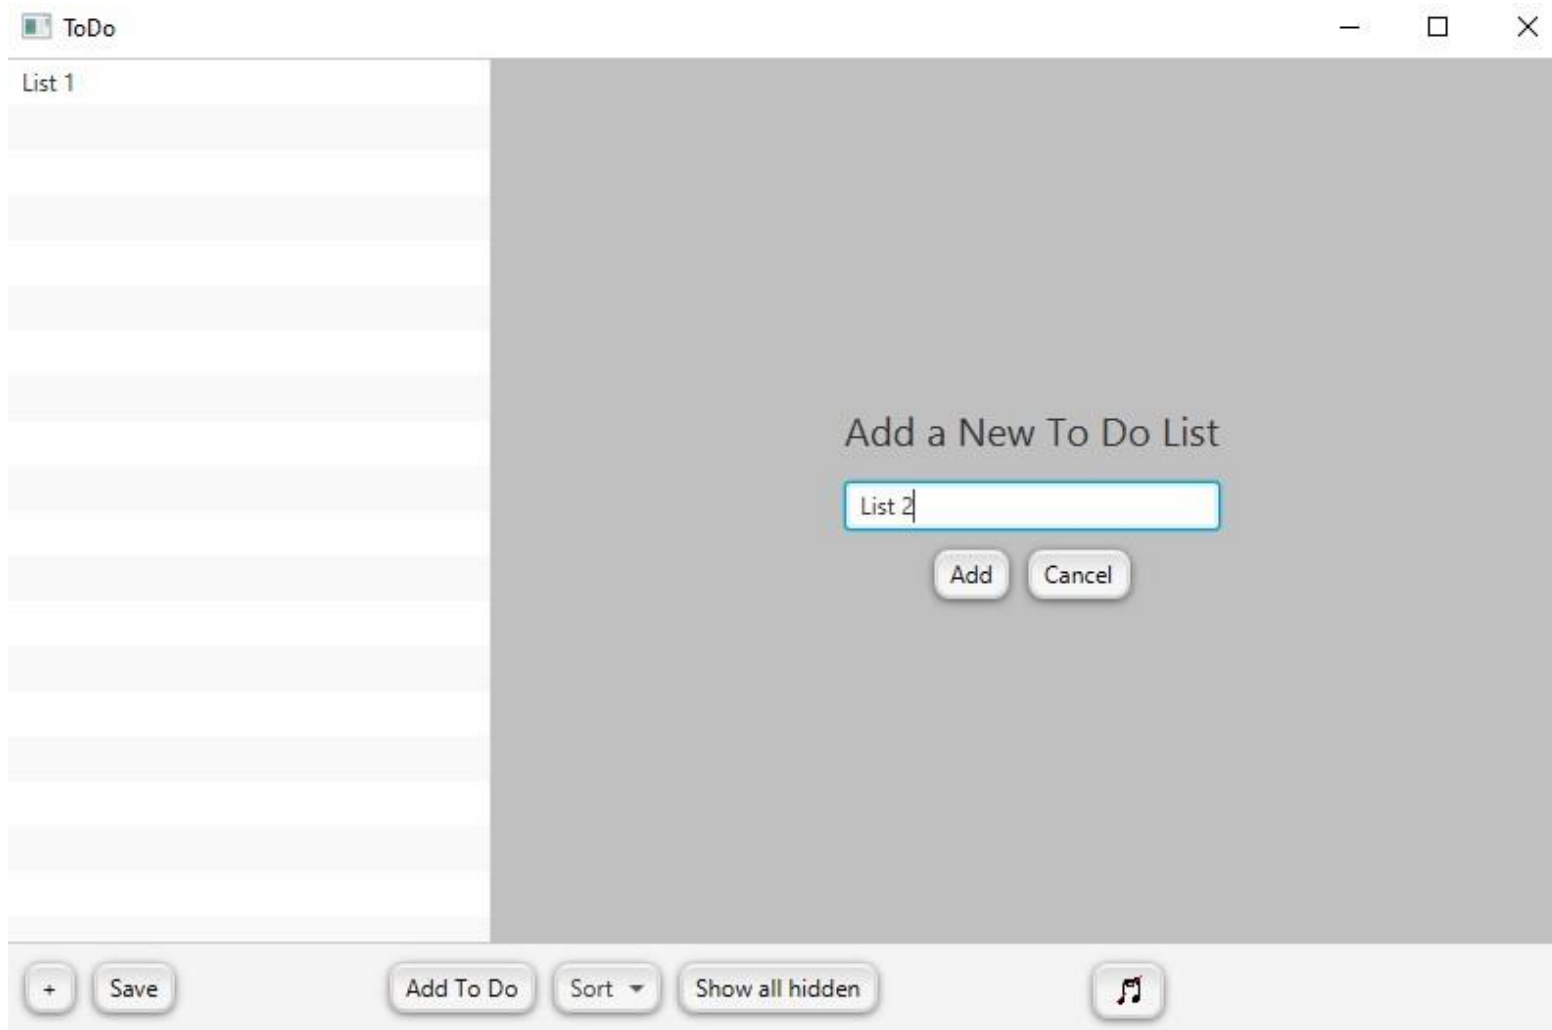 ToDo
List 1
Add a New To Do List
List 2
Add Cancel
+ Save Add To Do Sort Show all hidden